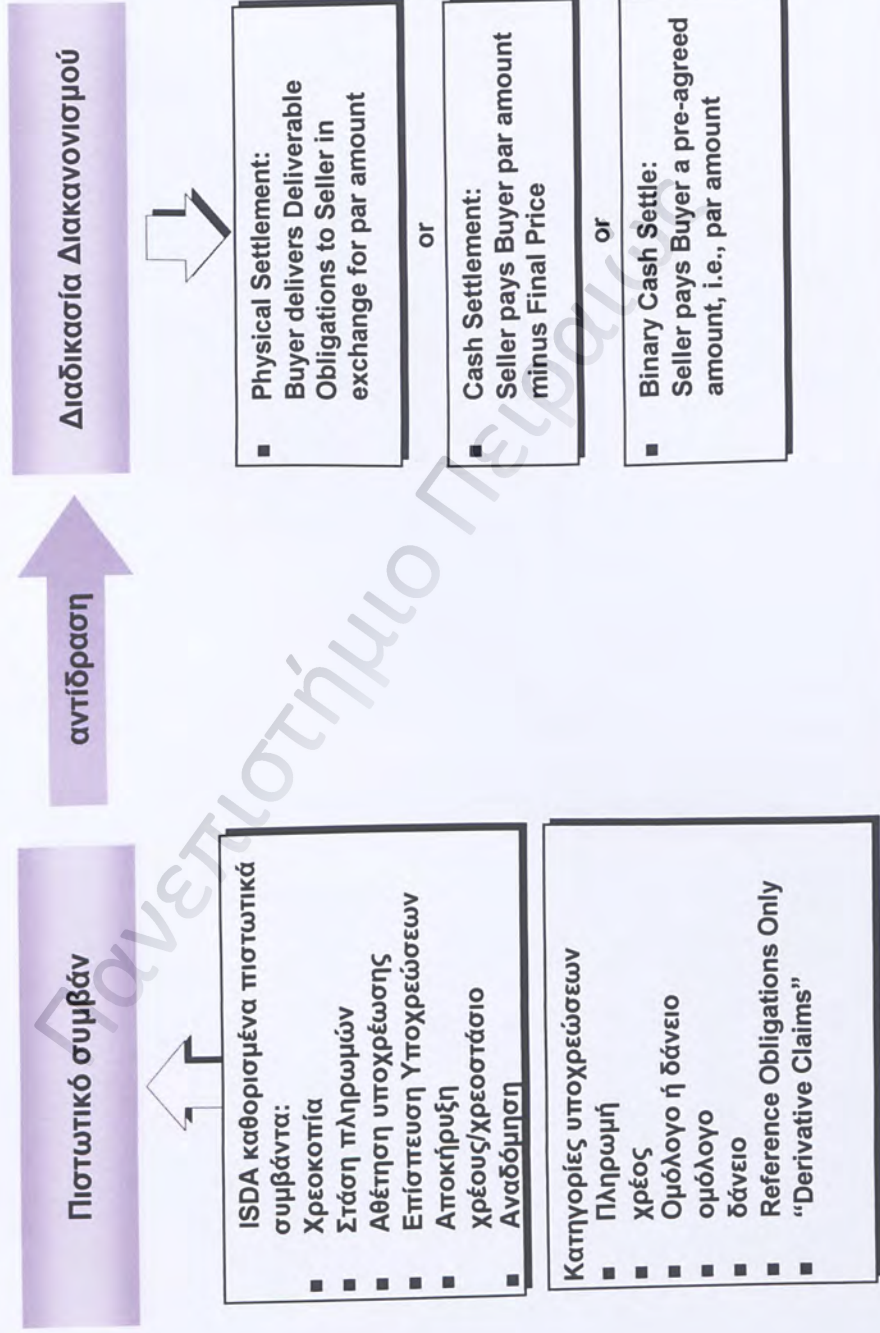 Πιστωτικό συμβάν
αντίδραση
Διαδικασία Διακανονισμού
ISDA καθορισμένα πιστωτικά
συμβάντα:
■ Χρεοκοπία
■ Στάση πληρωμών
■ Αθέτηση υποχρέωσης
■ Επίσπευση Υποχρεώσεων
■ Αποκήρυξη
χρέους/χρεοστάσιο
■ Αναδόμηση
Κατηγορίες υποχρεώσεων
■ Πληρωμή
■ χρέος
■ Ομόλογο ή δάνειο
■ ομόλογο
■ δάνειο
■ Reference Obligations Only
■ “Derivative Claims”
■ Physical Settlement:
Buyer delivers Deliverable
Obligations to Seller in
exchange for par amount
or
■ Cash Settlement:
Seller pays Buyer par amount
minus Final Price
or
■ Binary Cash Settle:
Seller pays Buyer a pre-agreed
amount, i.e., par amount
Πανεπιστήμιο Πειραιώς